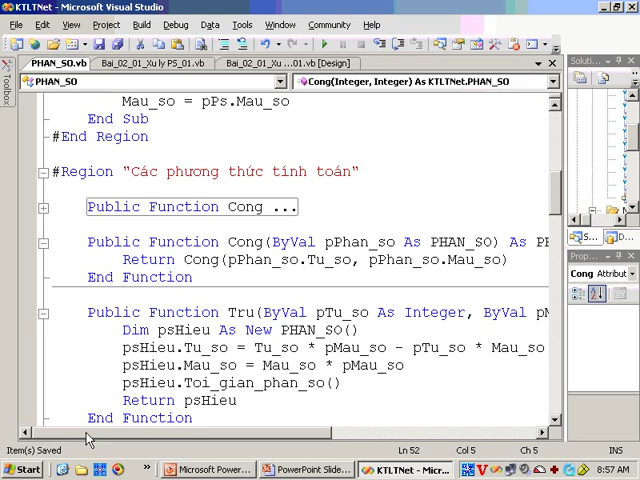 KTLTNet - Microsoft Visual Studio
File Edit View Project Build Debug Data Tools Window Community Help
PHAN_SO.vb Bai_02_01_Xu ly PS_01.vb Bai_02_01_Xu ...01.vb [Design]
Toolbox
PHAN_SO Cong(Integer, Integer) As KTLTNet.PHAN_SO
Mau_so = pPs.Mau_so
End Sub
#End Region
#Region "Các phương thức tính toán"
Public Function Cong ...
Public Function Cong(ByVal pPhan_so As PHAN_SO) As
Return Cong(pPhan_so.Tu_so, pPhan_so.Mau_so)
End Function
Public Function Tru(ByVal pTu_so As Integer, ByVal
Dim psHieu As New PHAN_SO()
psHieu.Tu_so = Tu_so * pMau_so - pTu_so * Mau_so
psHieu.Mau_so = Mau_so * pMau_so
psHieu.Toi_gian_phan_so()
Return psHieu
End Function
Solutio...
S... D...
Prop...
Cong Attribut
Item(s) Saved Ln 52 Col 5 Ch 5 INS
Start Microsoft Power... PowerPoint Slide... KTLTNet - Micr... 8:57 AM